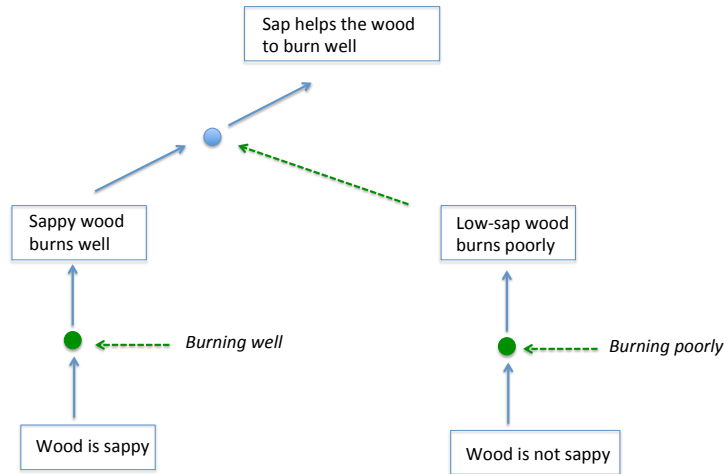 Sap helps the wood
to burn well
Sappy wood
burns well
Low-sap wood
burns poorly
Burning well
Burning poorly
Wood is sappy
Wood is not sappy